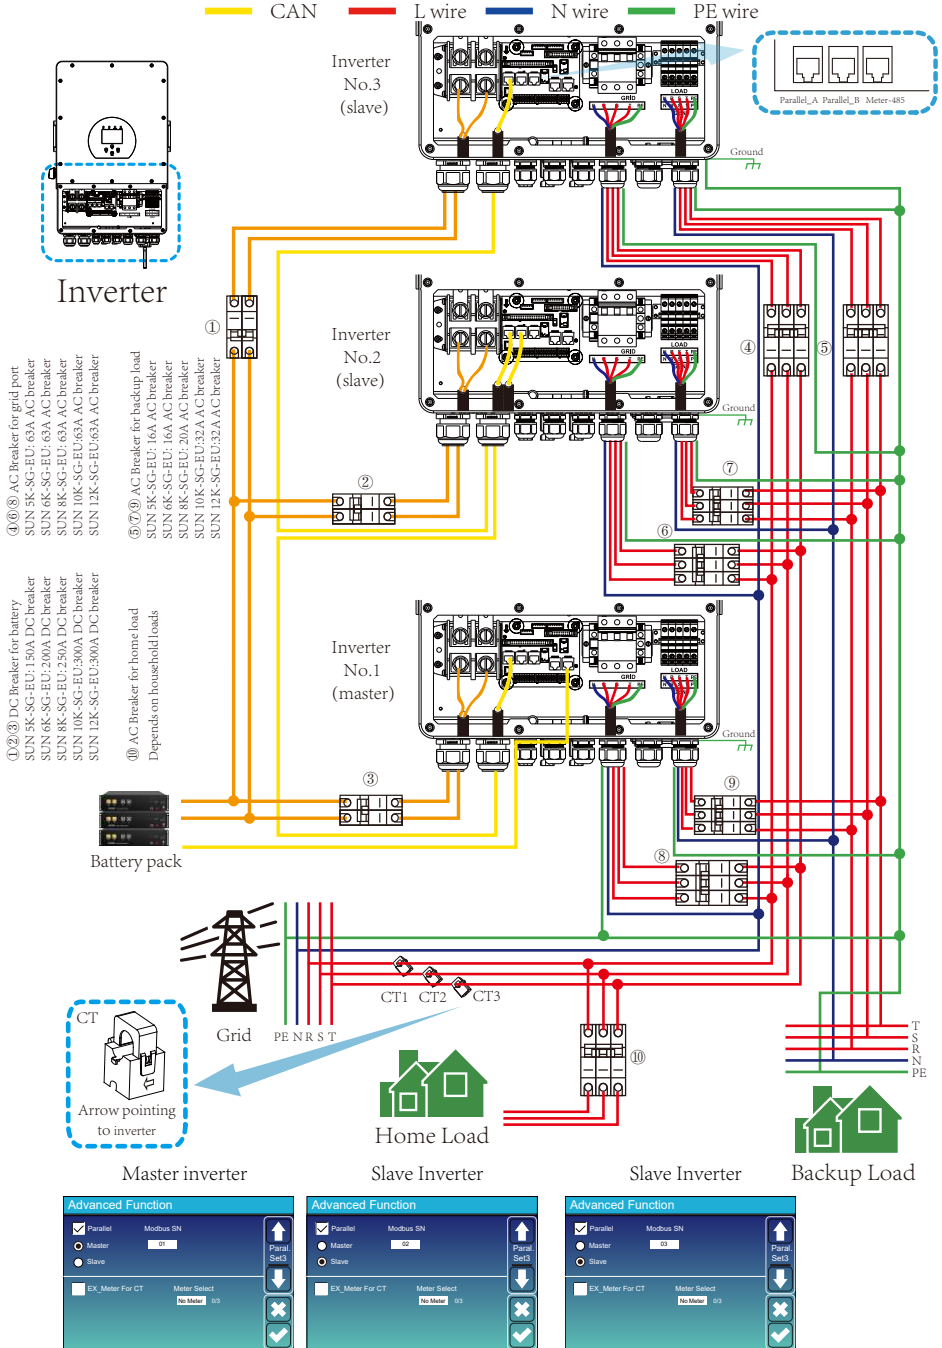 CAN
L wire
N wire
PE wire
Inverter
No.3
(slave)
GRID
LOAD
Parallel_A
Parallel_B
Meter-485
Ground
Inverter
①
Inverter
No.2
(slave)
GRID
LOAD
Ground
④
⑤
②
⑦
⑥
④⑥⑧ AC Breaker for grid port
SUN 5K-SG-EU: 63A AC breaker
SUN 6K-SG-EU: 63A AC breaker
SUN 8K-SG-EU: 63A AC breaker
SUN 10K-SG-EU:63A AC breaker
SUN 12K-SG-EU:63A AC breaker
⑤⑦⑨ AC Breaker for backup load
SUN 5K-SG-EU: 16A AC breaker
SUN 6K-SG-EU: 16A AC breaker
SUN 8K-SG-EU: 20A AC breaker
SUN 10K-SG-EU:32A AC breaker
SUN 12K-SG-EU:32A AC breaker
①②③ DC Breaker for battery
SUN 5K-SG-EU: 150A DC breaker
SUN 6K-SG-EU: 200A DC breaker
SUN 8K-SG-EU: 250A DC breaker
SUN 10K-SG-EU:300A DC breaker
SUN 12K-SG-EU:300A DC breaker
⑩ AC Breaker for home load
Depends on household loads
Inverter
No.1
(master)
GRID
LOAD
Ground
③
⑨
⑧
Battery pack
CT1
CT2
CT3
Grid
PE N R S T
CT
Arrow pointing
to inverter
⑩
Home Load
T
S
R
N
PE
Backup Load
Master inverter
Slave Inverter
Slave Inverter
Advanced Function
Parallel
Modbus SN
Master
01
Slave
Paral.
Set3
EX_Meter For CT
Meter Select
No Meter
0/3
Advanced Function
Parallel
Modbus SN
Master
02
Slave
Paral.
Set3
EX_Meter For CT
Meter Select
No Meter
0/3
Advanced Function
Parallel
Modbus SN
Master
03
Slave
Paral.
Set3
EX_Meter For CT
Meter Select
No Meter
0/3